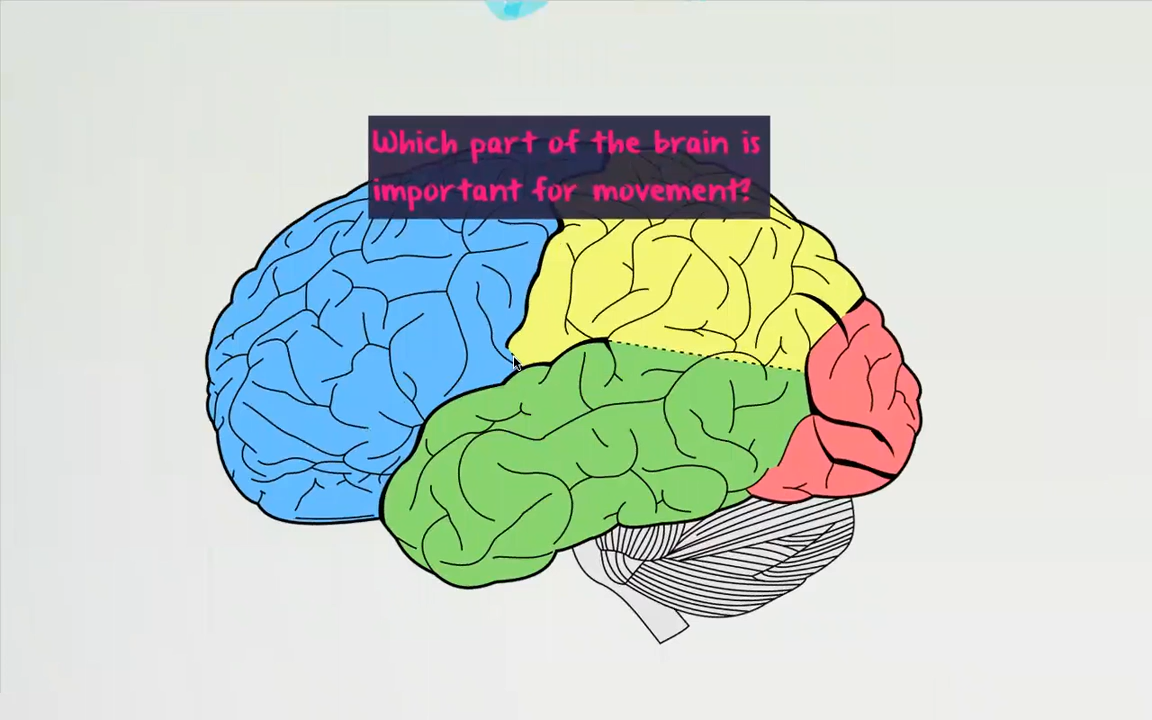 Which part of the brain is
important for movement?